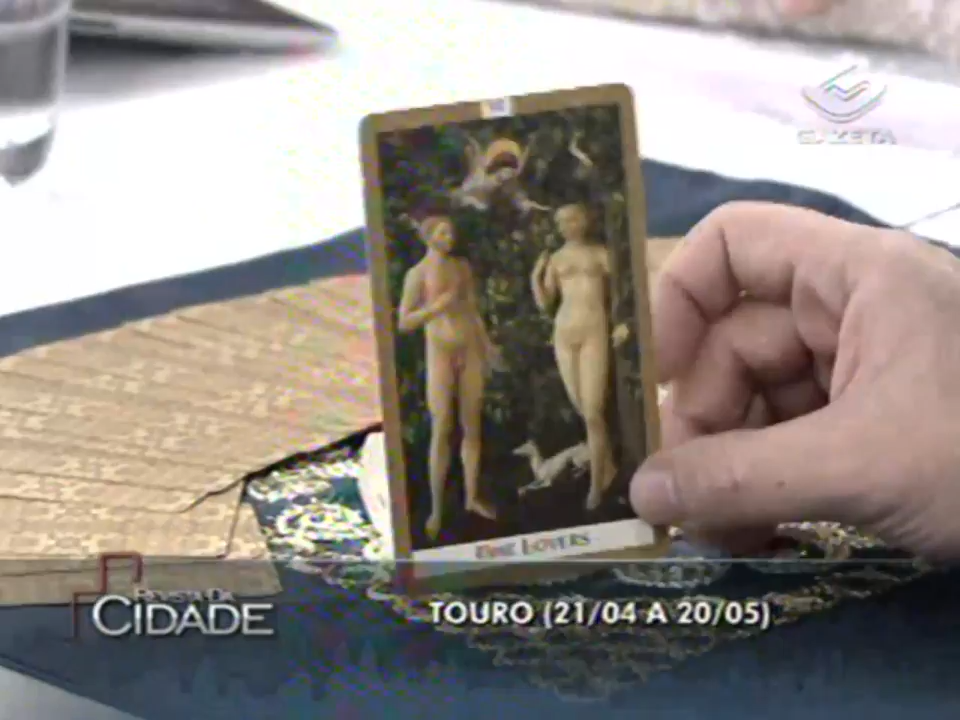 GAZETA
THE LOVERS
REVISTA DA
CIDADE
TOURO (21/04 A 20/05)